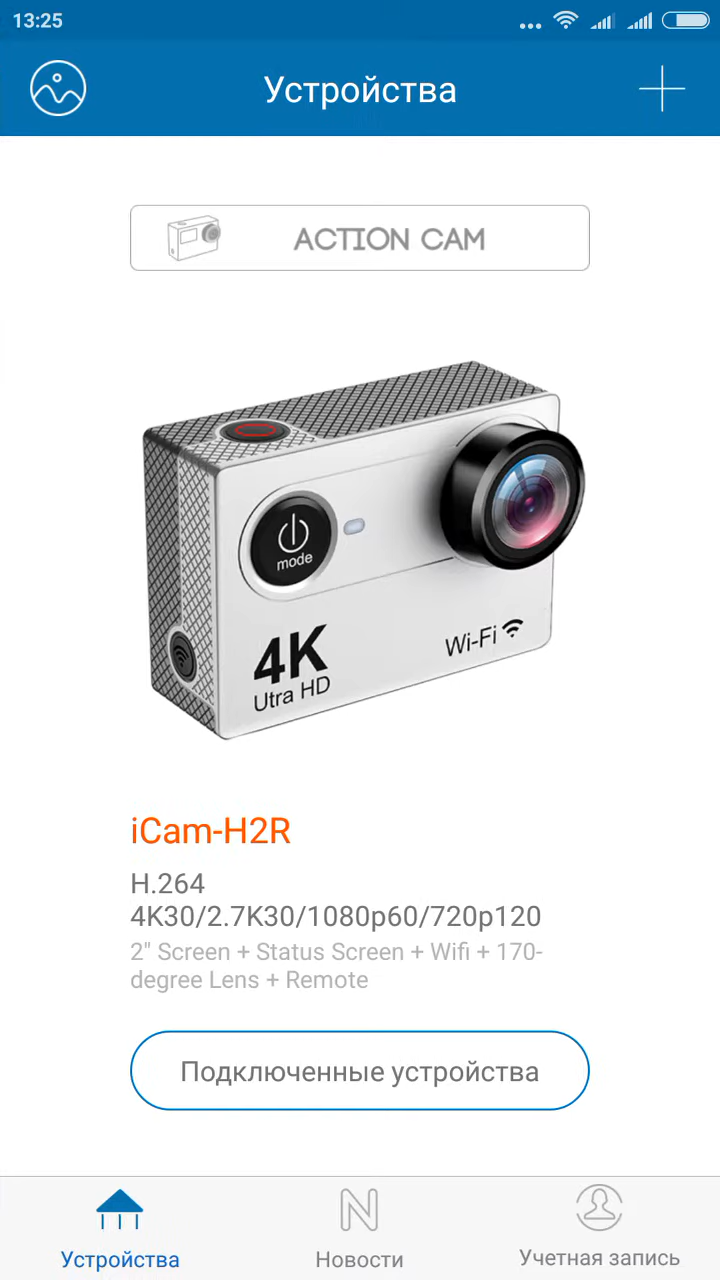 13:25
Устройства
ACTION CAM
mode
4K
Utra HD
Wi-Fi
iCam-H2R
H.264
4K30/2.7K30/1080p60/720p120
2" Screen + Status Screen + Wifi + 170-
degree Lens + Remote
Подключенные устройства
Устройства
Новости
Учетная запись